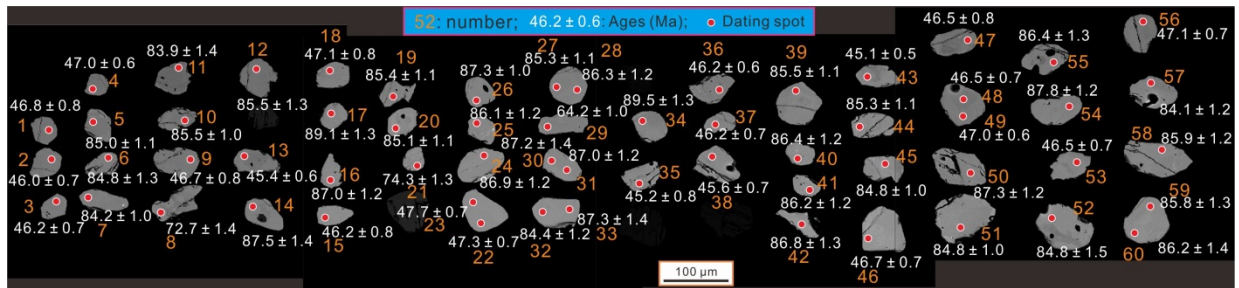 52: number; 46.2 ± 0.6: Ages (Ma); Dating spot
47.0 ± 0.6
4
46.8 ± 0.8
1
5
85.0 ± 1.1
2
46.0 ± 0.7
6
84.8 ± 1.3
3
46.2 ± 0.7
84.2 ± 1.0
7
83.9 ± 1.4
11
10
85.5 ± 1.0
9
46.7 ± 0.8
72.7 ± 1.4
8
12
85.5 ± 1.3
13
45.4 ± 0.6
14
87.5 ± 1.4
18
47.1 ± 0.8
17
89.1 ± 1.3
16
87.0 ± 1.2
46.2 ± 0.8
15
19
85.4 ± 1.1
20
85.1 ± 1.1
74.3 ± 1.3
21
47.7 ± 0.7
23
87.3 ± 1.0
26
86.1 ± 1.2
25
24
86.9 ± 1.2
47.3 ± 0.7
22
27
85.3 ± 1.1
28
86.3 ± 1.2
64.2 ± 1.0
29
87.2 ± 1.4
30
87.0 ± 1.2
31
87.3 ± 1.4
84.4 ± 1.2
32
33
36
46.2 ± 0.6
89.5 ± 1.3
34
37
46.2 ± 0.7
35
45.2 ± 0.8
45.6 ± 0.7
38
100 μm
39
85.5 ± 1.1
86.4 ± 1.2
40
41
86.2 ± 1.2
86.8 ± 1.3
42
45.1 ± 0.5
43
85.3 ± 1.1
44
45
84.8 ± 1.0
46.7 ± 0.7
46
46.5 ± 0.8
47
46.5 ± 0.7
48
49
47.0 ± 0.6
50
87.3 ± 1.2
51
84.8 ± 1.0
86.4 ± 1.3
55
87.8 ± 1.2
54
46.5 ± 0.7
53
52
84.8 ± 1.5
56
47.1 ± 0.7
57
84.1 ± 1.2
58
85.9 ± 1.2
59
85.8 ± 1.3
60
86.2 ± 1.4